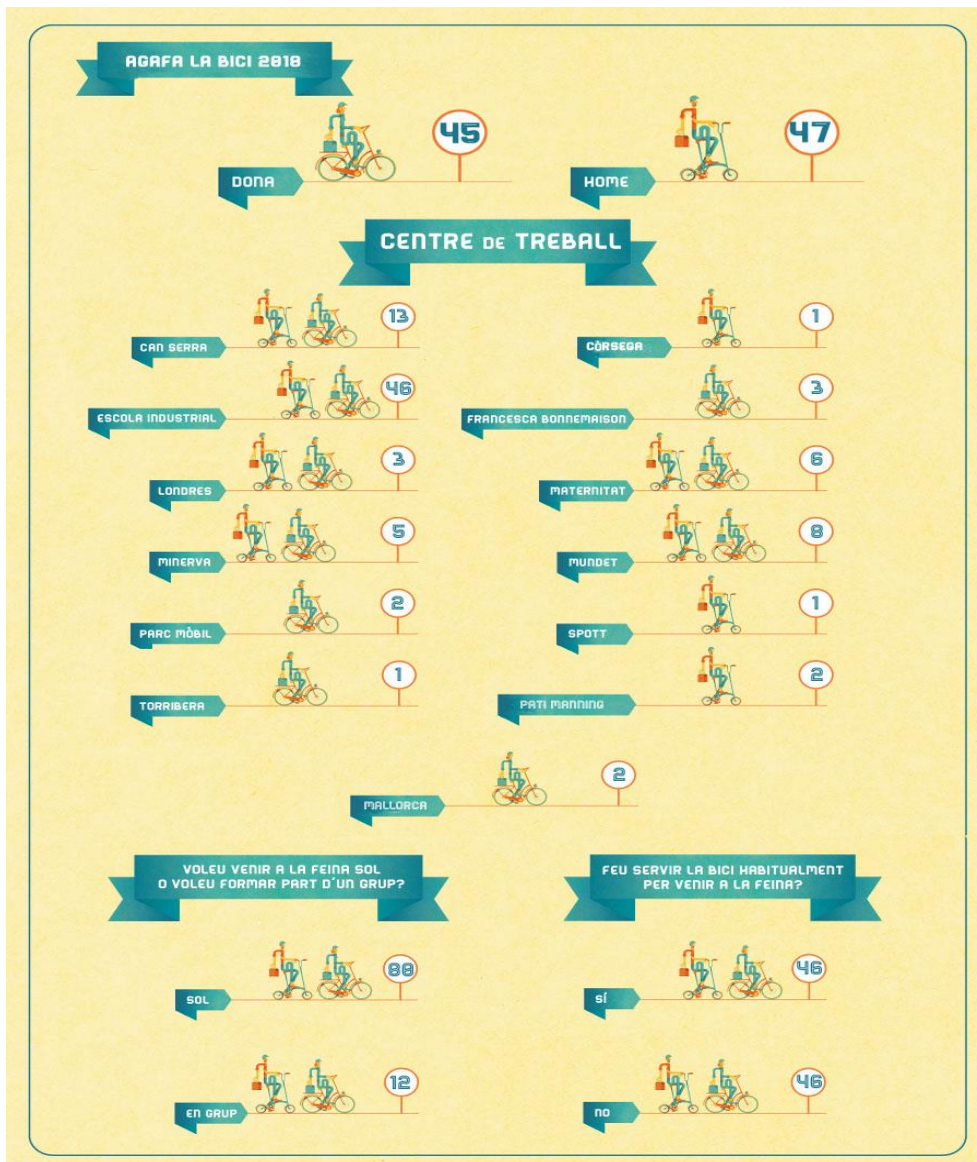 AGAFA LA BICI 2018
DONA
45
HOME
47
CENTRE DE TREBALL
CAN SERRA
13
CÒRSEGA
1
ESCOLA INDUSTRIAL
46
FRANCESCA BONNEMAISON
3
LONDRES
3
MATERNITAT
6
MINERVA
5
MUNDET
8
PARC MÒBIL
2
SPOTT
1
TORRIBERA
1
PATI MANNING
2
MALLORCA
2
VOLEU VENIR A LA FEINA SOL
O VOLEU FORMAR PART D'UN GRUP?
SOL
80
EN GRUP
12
FEU SERVIR LA BICI HABITUALMENT
PER VENIR A LA FEINA?
SÍ
46
NO
46